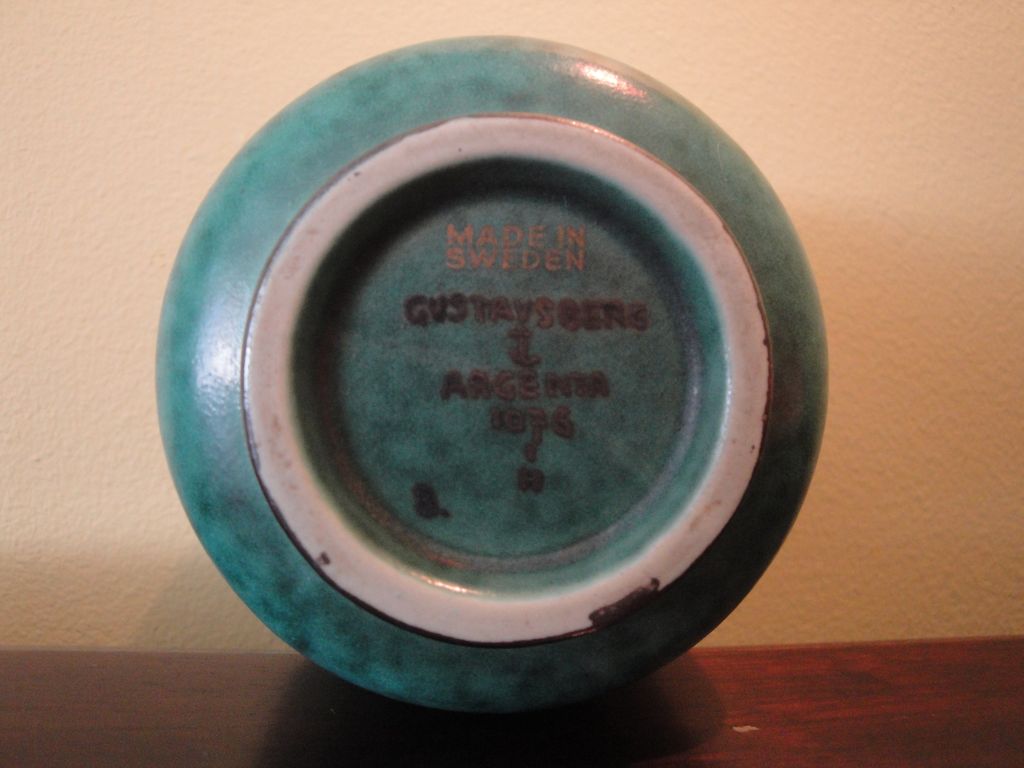 MADE IN
SWEDEN
GUSTAVSBERG
ARGENTA
1076
B.